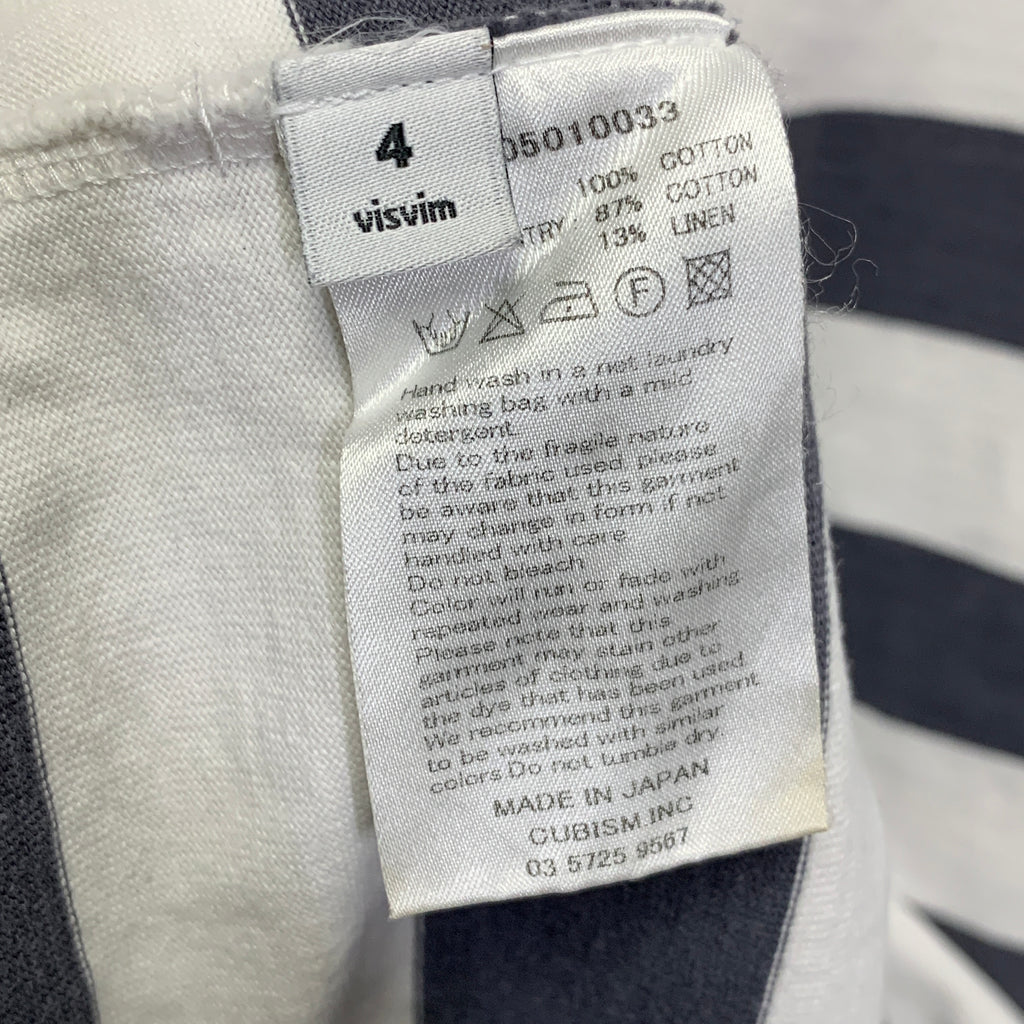 4
visvim
05010033
100% COTTON
87% COTTON
13% LINEN
F
Hand wash in a net laundry
washing bag with a mild
detergent.
Due to the fragile nature
of the fabric used, please
be aware that this garment
may change in form if not
handled with care
Do not bleach
Color will run or fade with
repeated wear and washing
Please note that this
garment may stain other
articles of clothing due to
the dye that has been used.
We recommend this garment
to be washed with similar
colors Do not tumble dry.
MADE IN JAPAN
CUBISM INC
03 5725 9567